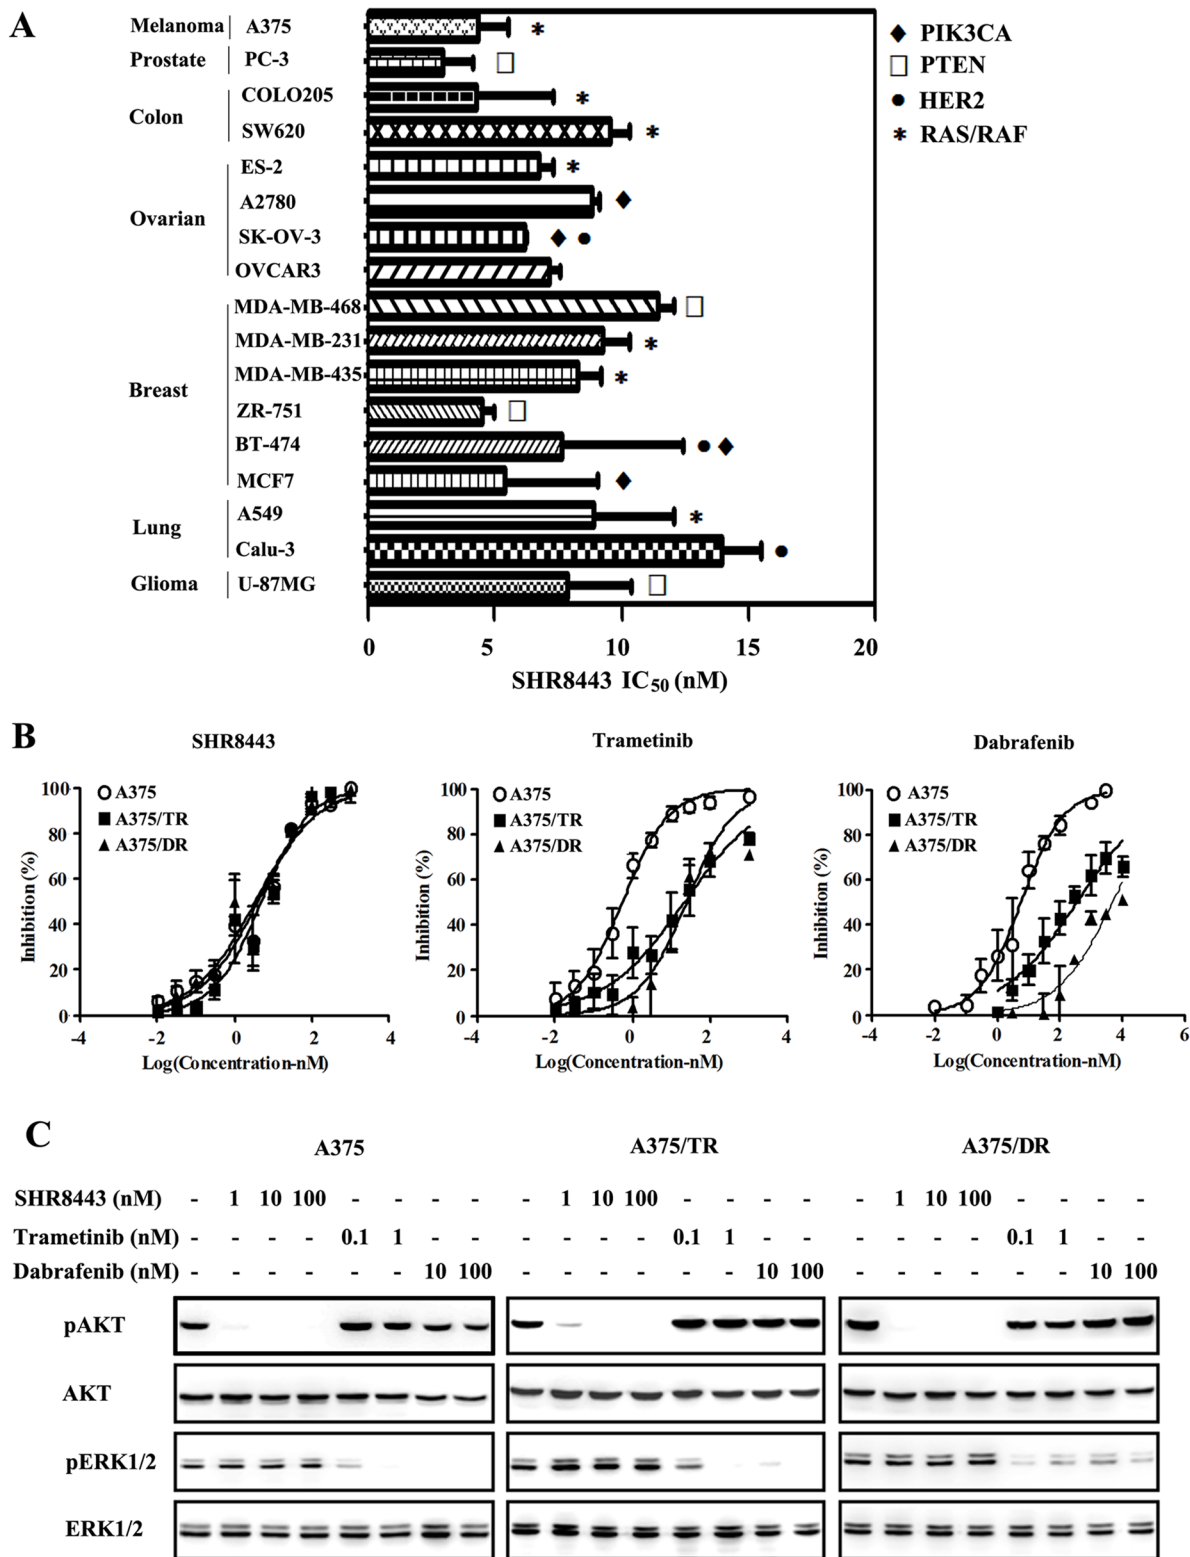 A
Melanoma A375
Prostate PC-3
Colon COLO205
SW620
Ovarian ES-2
A2780
SK-OV-3
OVCAR3
Breast MDA-MB-468
MDA-MB-231
MDA-MB-435
ZR-751
BT-474
MCF7
Lung A549
Calu-3
Glioma U-87MG
0 5 10 15 20
SHR8443 IC50 (nM)
◆ PIK3CA
□ PTEN
● HER2
* RAS/RAF
B
SHR8443
Inhibition (%)
100
80
60
40
20
0
-4 -2 0 2 4
Log(Concentration-nM)
A375
A375/TR
A375/DR
Trametinib
Inhibition (%)
100
80
60
40
20
0
-4 -2 0 2 4
Log(Concentration-nM)
A375
A375/TR
A375/DR
Dabrafenib
Inhibition (%)
100
80
60
40
20
0
-4 -2 0 2 4 6
Log(Concentration-nM)
A375
A375/TR
A375/DR
C
A375 A375/TR A375/DR
SHR8443 (nM) - 1 10 100 - - - - - 1 10 100 - - - - - 1 10 100 - - - -
Trametinib (nM) - - - - 0.1 1 - - - - - - 0.1 1 - - - - - - 0.1 1 - -
Dabrafenib (nM) - - - - - - 10 100 - - - - - - 10 100 - - - - - - 10 100
pAKT
AKT
pERK1/2
ERK1/2